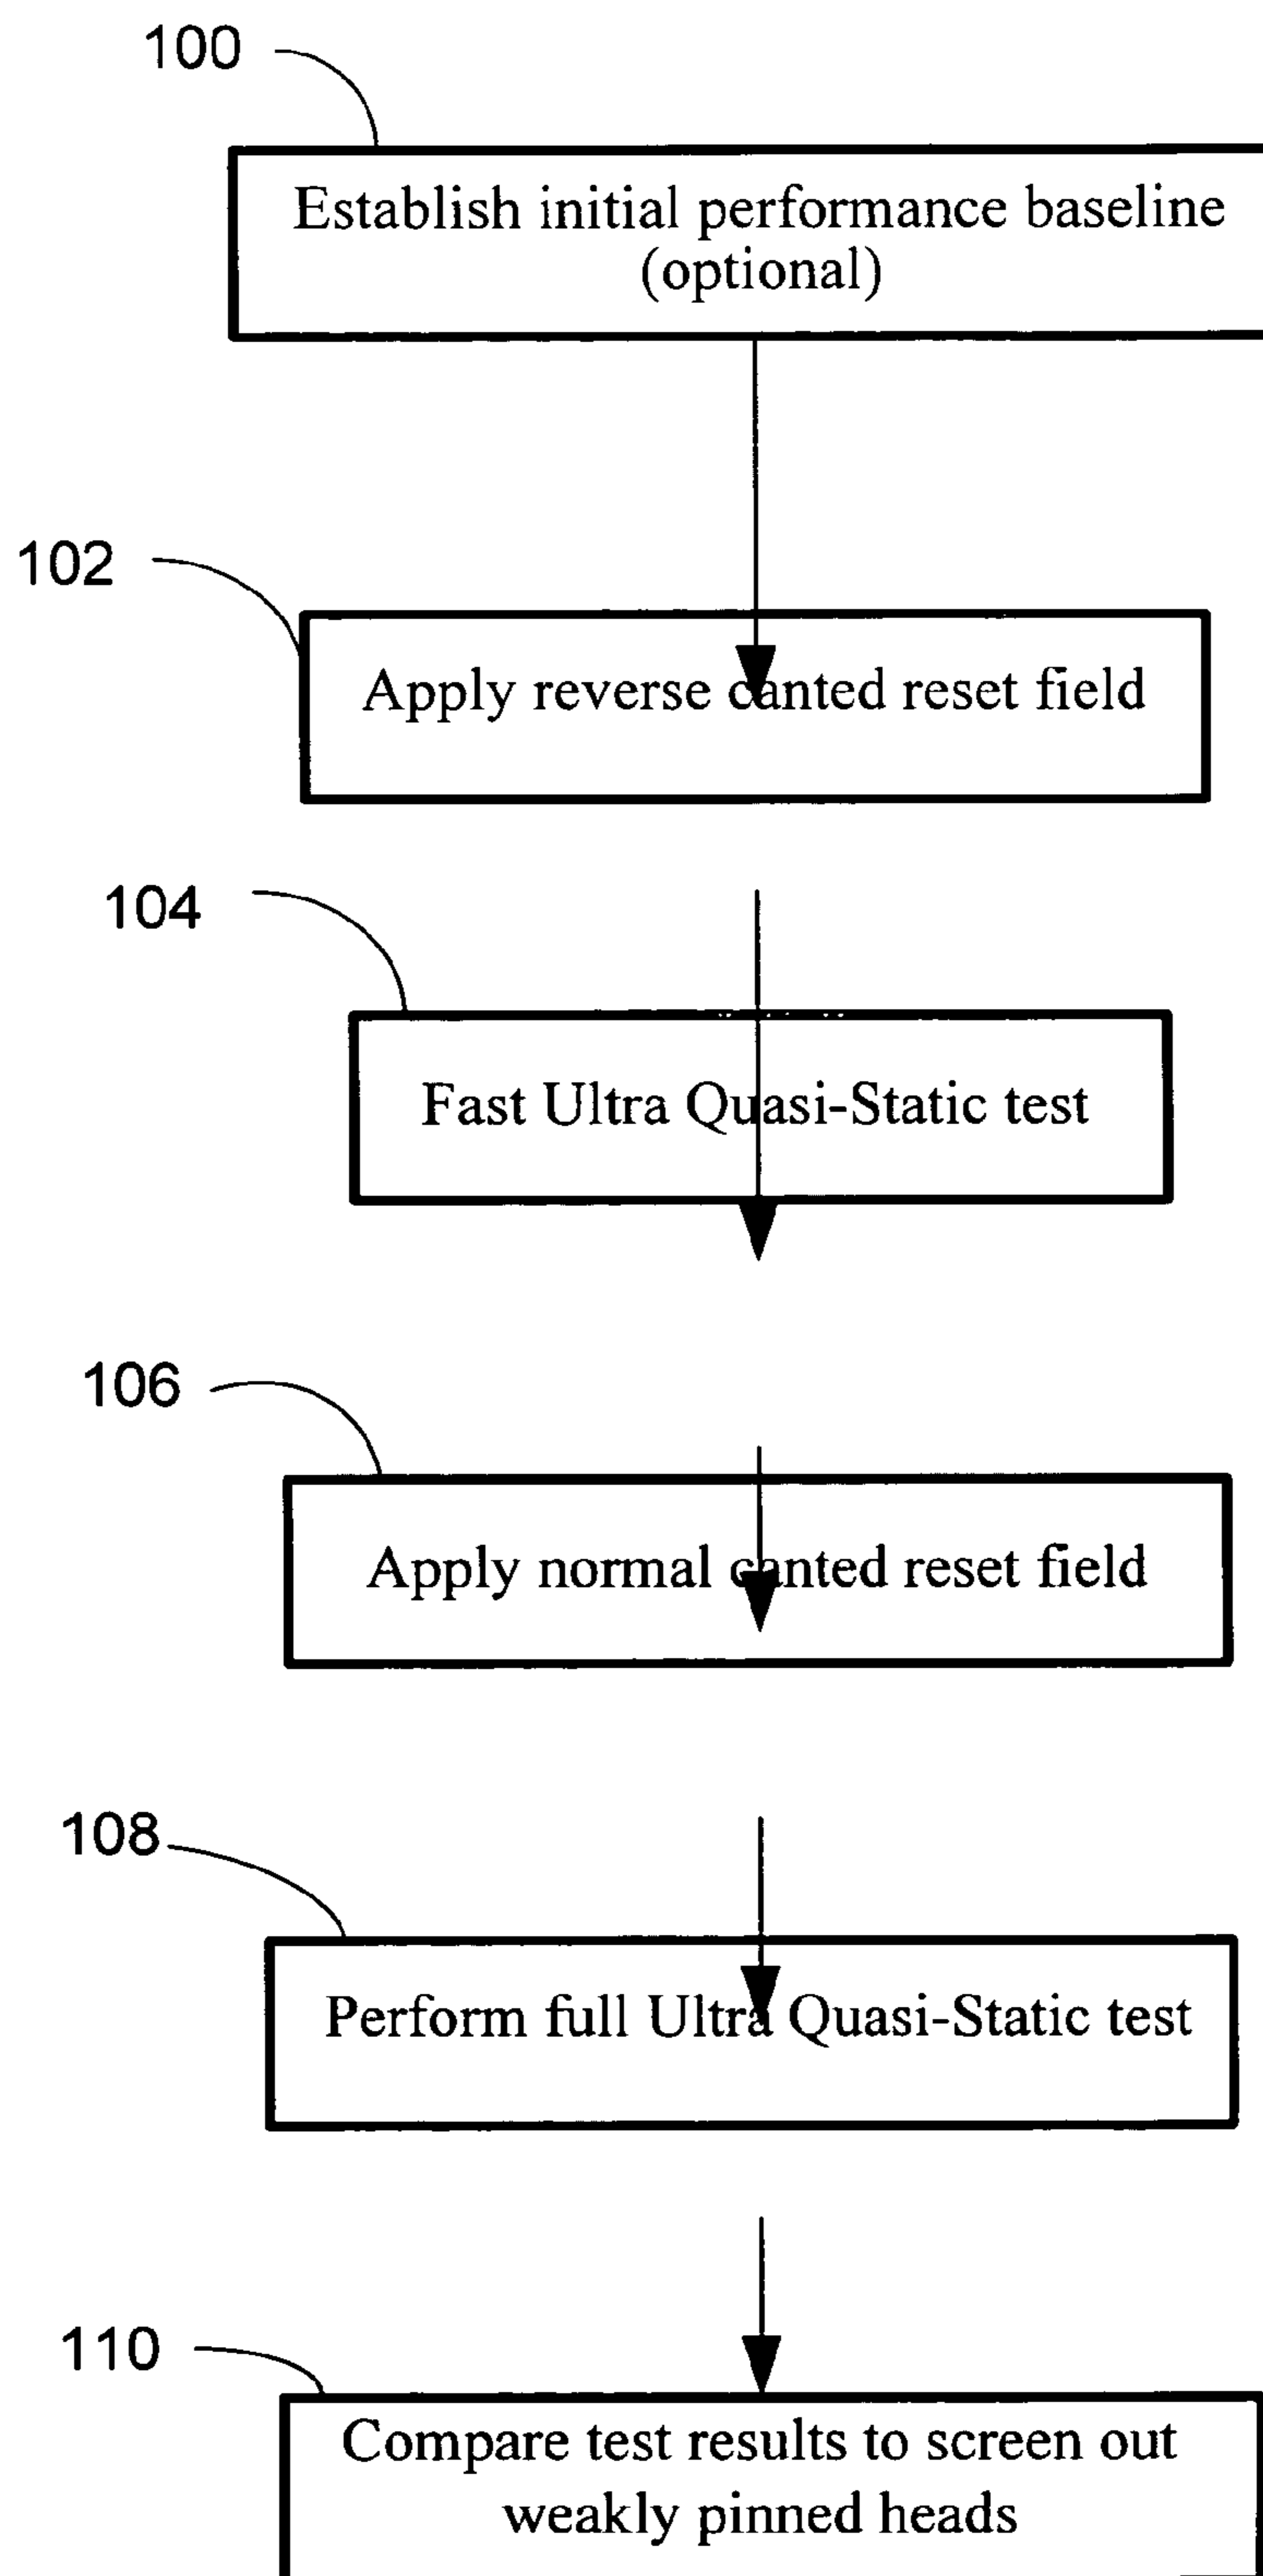 100
Establish initial performance baseline
(optional)
102
Apply reverse canted reset field
104
Fast Ultra Quasi-Static test
106
Apply normal canted reset field
108
Perform full Ultra Quasi-Static test
110
Compare test results to screen out
weakly pinned heads